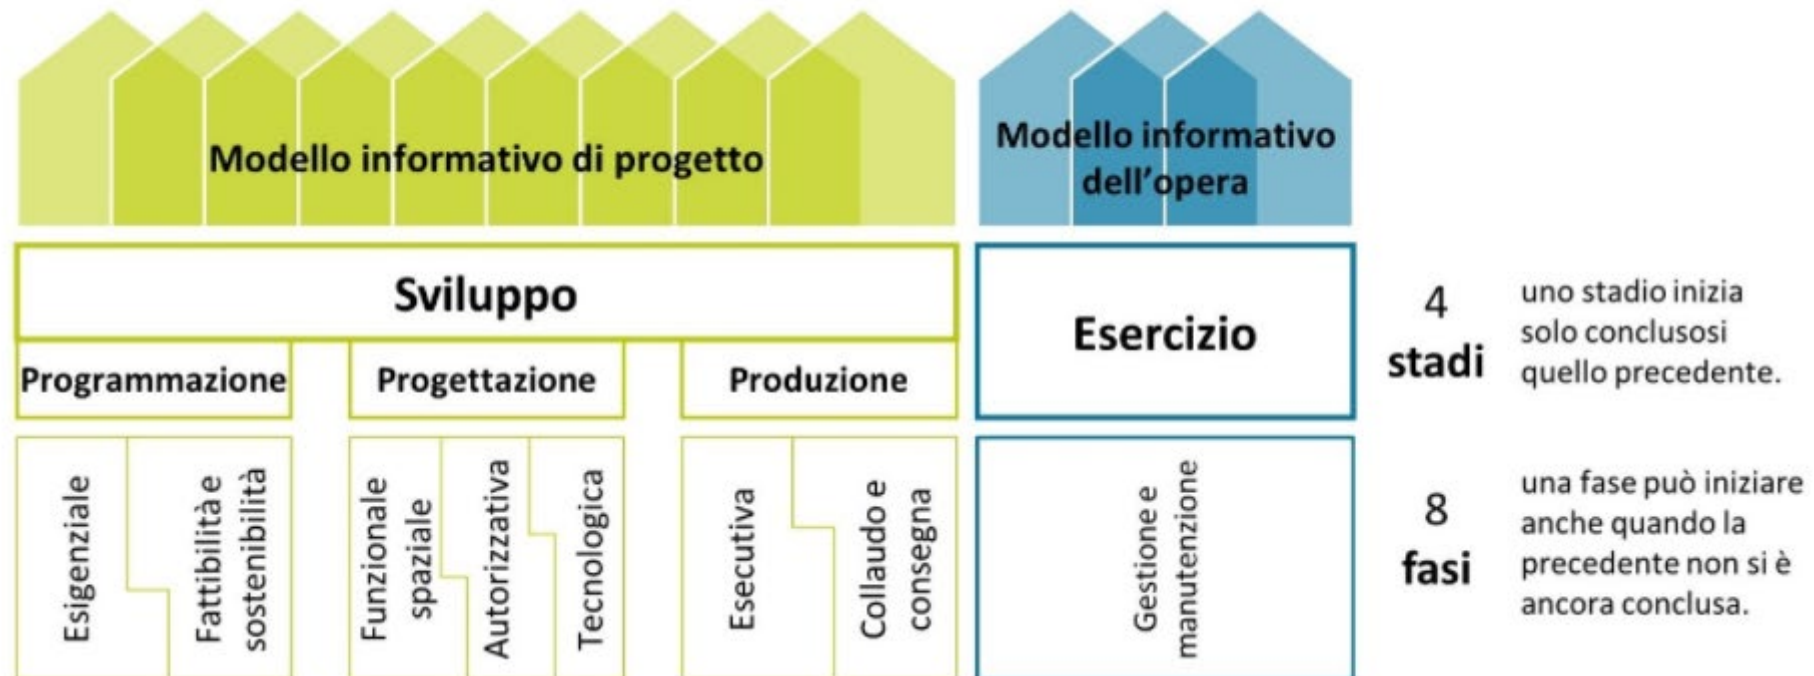 Modello informativo di progetto
Modello informativo
dell'opera
Sviluppo
Esercizio
4
stadi
uno stadio inizia
solo conclusosi
quello precedente.
Programmazione
Progettazione
Produzione
Esigenziale
Fattibilità e
sostenibilità
Funzionale
spaziale
Autorizzativa
Tecnologica
Esecutiva
Collaudo e
consegna
Gestione e
manutenzione
8
fasi
una fase può iniziare
anche quando la
precedente non si è
ancora conclusa.